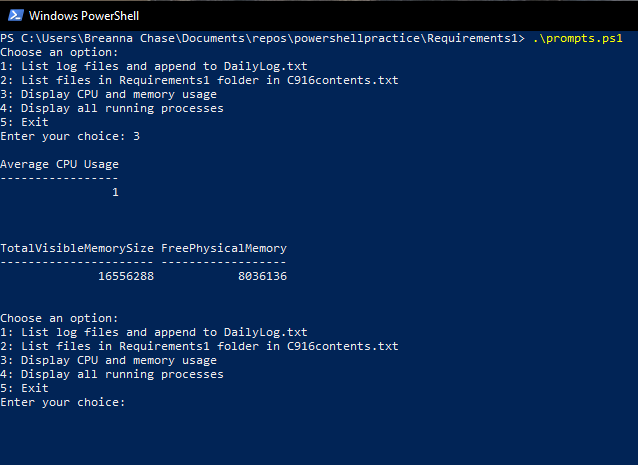 Windows PowerShell
PS C:\Users\Breanna Chase\Documents\repos\powershellpractice\Requirements1> .\prompts.ps1
Choose an option:
1: List log files and append to DailyLog.txt
2: List files in Requirements1 folder in C916contents.txt
3: Display CPU and memory usage
4: Display all running processes
5: Exit
Enter your choice: 3
Average CPU Usage
-----------------
1
TotalVisibleMemorySize FreePhysicalMemory
---------------------- ------------------
16556288 8036136
Choose an option:
1: List log files and append to DailyLog.txt
2: List files in Requirements1 folder in C916contents.txt
3: Display CPU and memory usage
4: Display all running processes
5: Exit
Enter your choice: